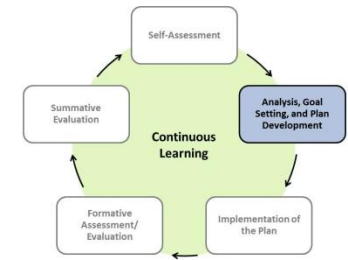 Self-Assessment
Analysis, Goal
Setting, and Plan
Development
Summative
Evaluation
Continuous
Learning
Formative
Assessment/
Evaluation
Implementation of
the Plan